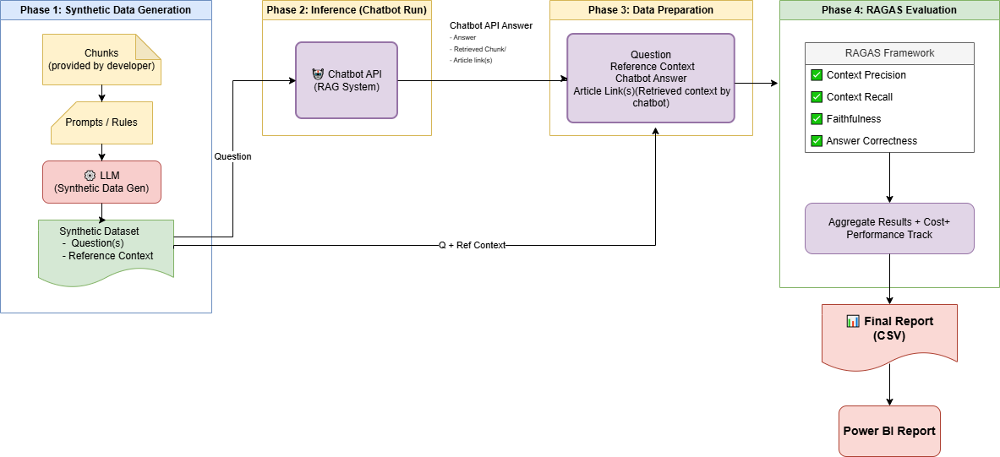 Phase 1: Synthetic Data Generation
Chunks
(provided by developer)
Prompts / Rules
LLM
(Synthetic Data Gen)
Synthetic Dataset
- Question(s)
- Reference Context
Question
Q + Ref Context
Phase 2: Inference (Chatbot Run)
Chatbot API
(RAG System)
Chatbot API Answer
- Answer
- Retrieved Chunk/
- Article link(s)
Phase 3: Data Preparation
Question
Reference Context
Chatbot Answer
Article Link(s)(Retrieved context by
chatbot)
Phase 4: RAGAS Evaluation
RAGAS Framework
✅ Context Precision
✅ Context Recall
✅ Faithfulness
✅ Answer Correctness
Aggregate Results + Cost+
Performance Track
Final Report
(CSV)
Power BI Report